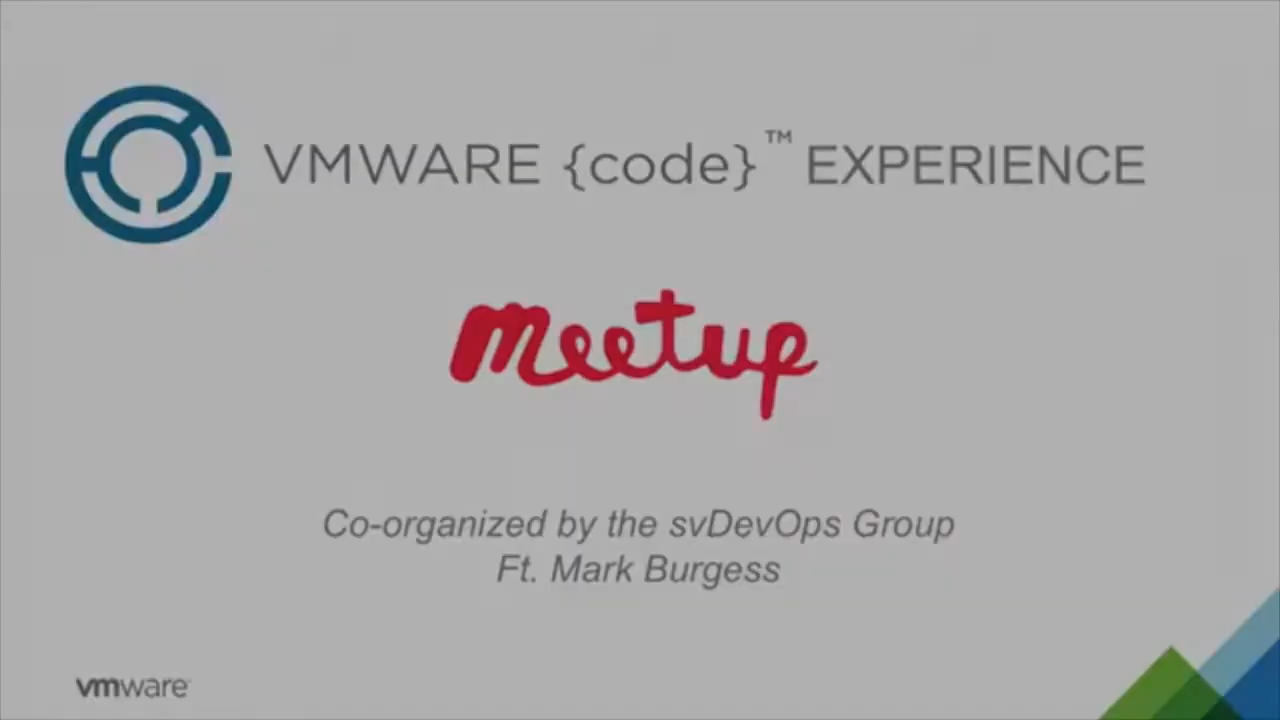 VMWARE {code}™ EXPERIENCE
meetup
Co-organized by the svDevOps Group
Ft. Mark Burgess
vmware